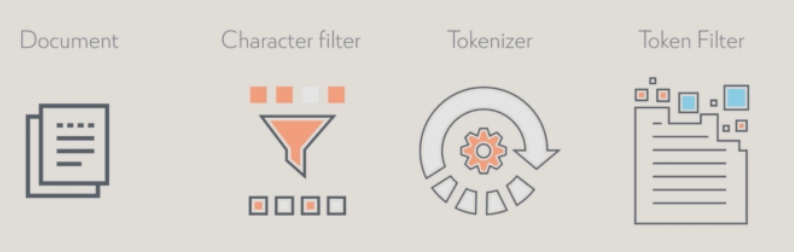 Document
Character filter
Tokenizer
Token Filter